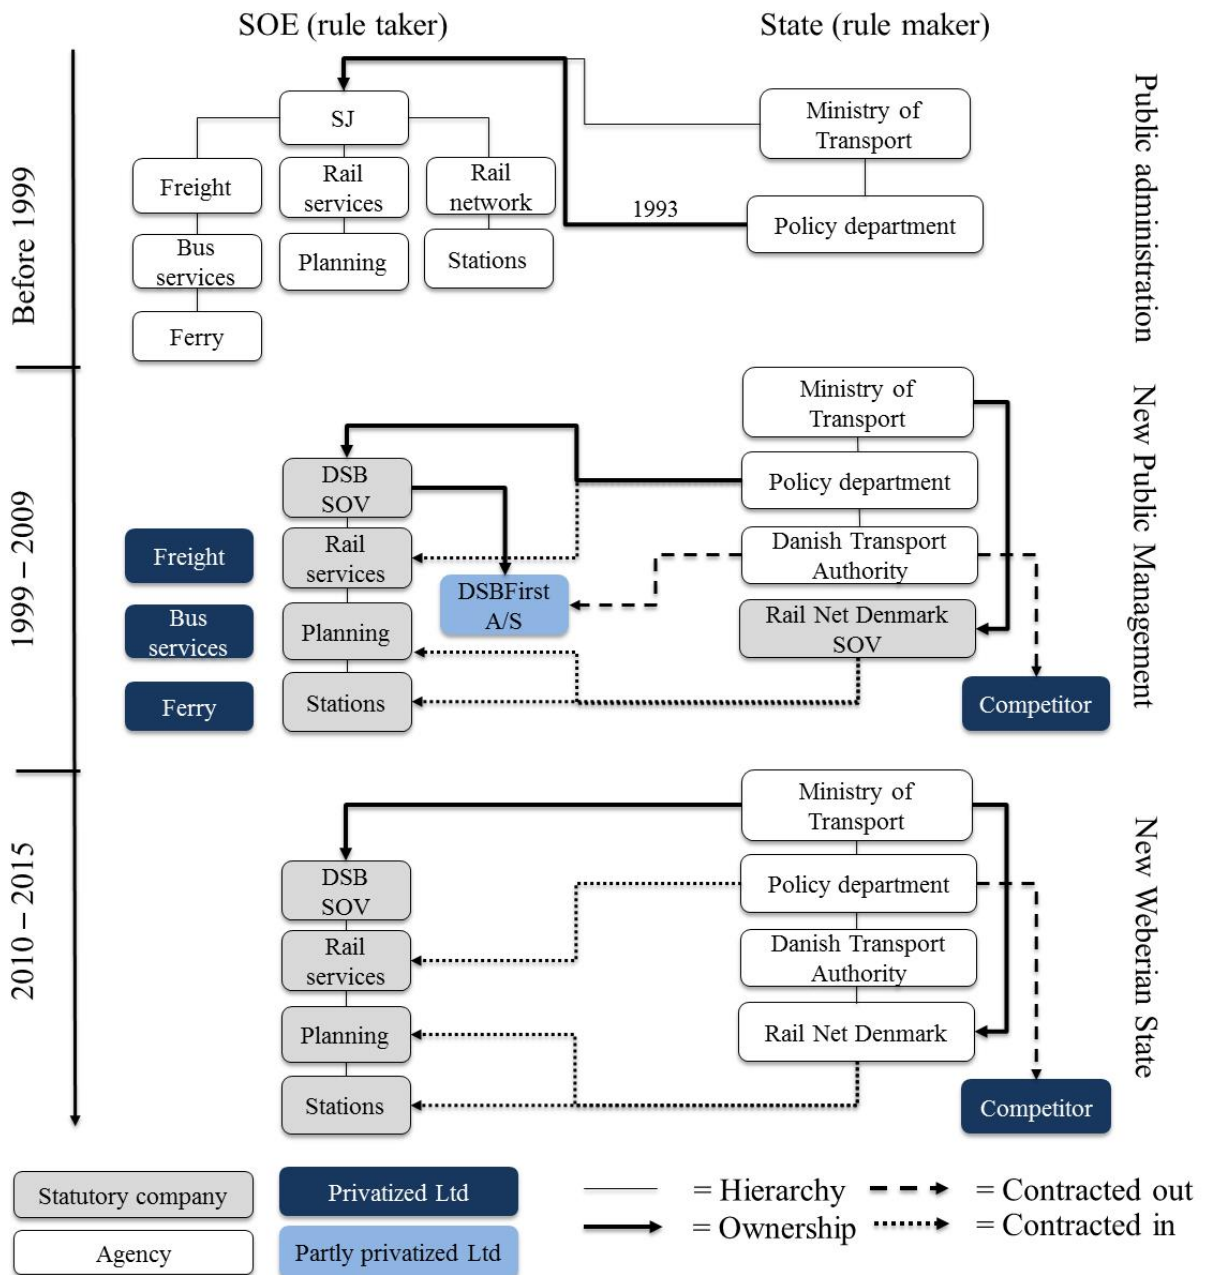 SOE (rule taker)
State (rule maker)
Before 1999
Public administration
SJ
Ministry of
Transport
Freight
Rail
services
Rail
network
1993
Policy department
Bus
services
Planning
Stations
Ferry
1999 – 2009
New Public Management
Ministry of
Transport
DSB
SOV
Policy department
Freight
Rail
services
Danish Transport
Authority
DSBFirst
A/S
Bus
services
Planning
Rail Net Denmark
SOV
Ferry
Stations
Competitor
2010 – 2015
New Weberian State
Ministry of
Transport
DSB
SOV
Policy department
Rail
services
Danish Transport
Authority
Planning
Rail Net Denmark
Stations
Competitor
Statutory company
Privatized Ltd
= Hierarchy
= Contracted out
Agency
Partly privatized Ltd
= Ownership
= Contracted in